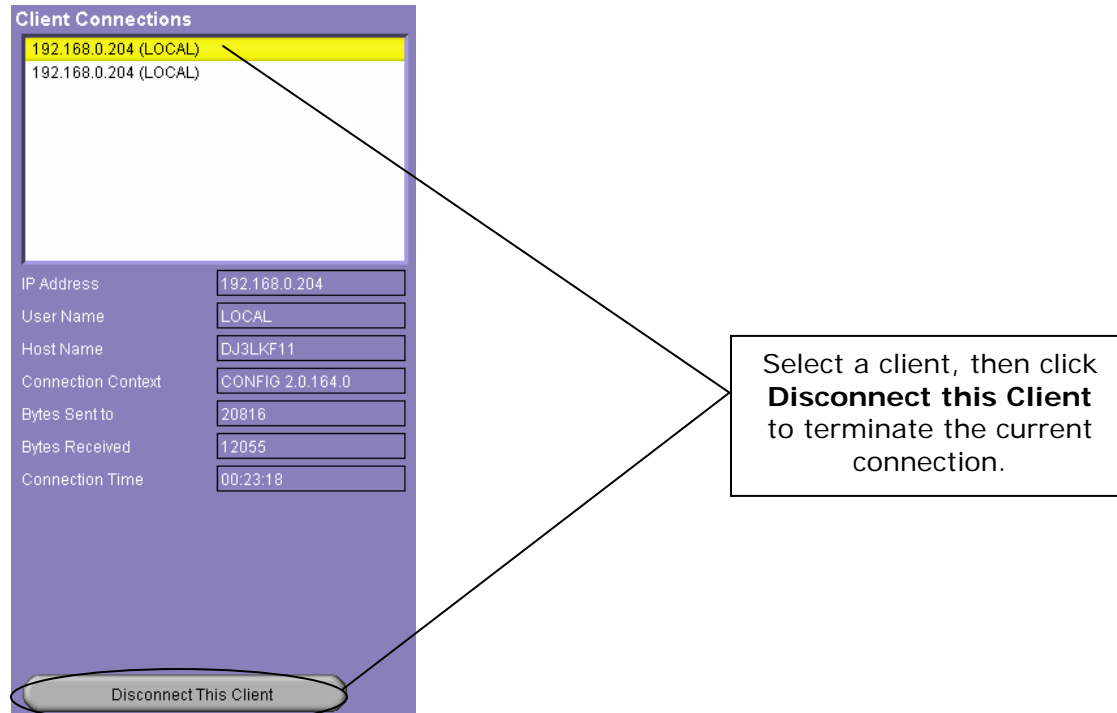 Client Connections
192.168.0.204 (LOCAL)
192.168.0.204 (LOCAL)
IP Address 192.168.0.204
User Name LOCAL
Host Name DJ3LKF11
Connection Context CONFIG 2.0.164.0
Bytes Sent to 20816
Bytes Received 12055
Connection Time 00:23:18
Disconnect This Client
Select a client, then click
Disconnect this Client
to terminate the current
connection.